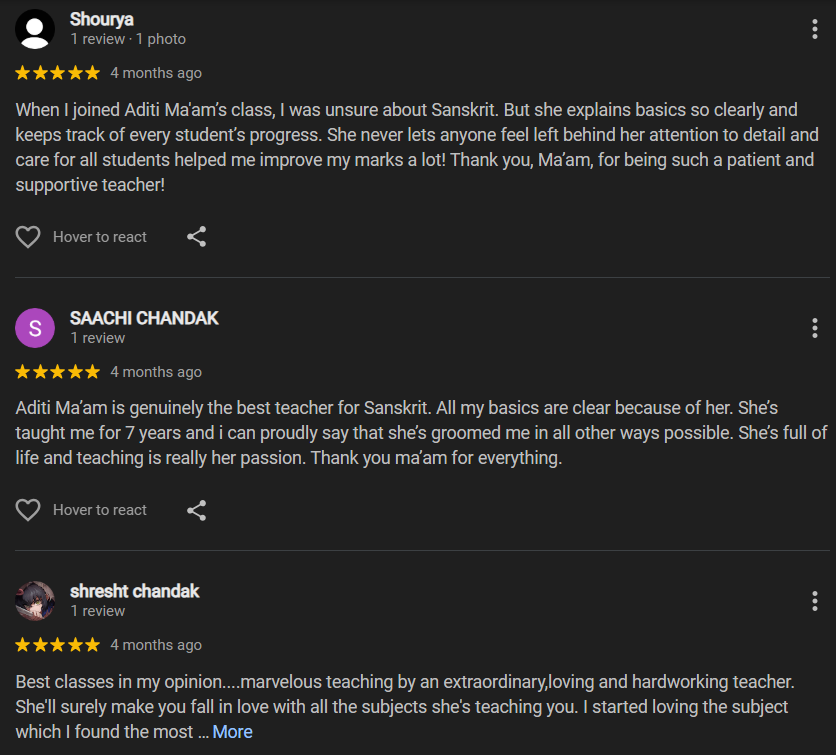 Shourya
1 review · 1 photo
4 months ago
When I joined Aditi Ma'am’s class, I was unsure about Sanskrit. But she explains basics so clearly and
keeps track of every student’s progress. She never lets anyone feel left behind her attention to detail and
care for all students helped me improve my marks a lot! Thank you, Ma’am, for being such a patient and
supportive teacher!
Hover to react
S
SAACHI CHANDAK
1 review
4 months ago
Aditi Ma’am is genuinely the best teacher for Sanskrit. All my basics are clear because of her. She’s
taught me for 7 years and i can proudly say that she’s groomed me in all other ways possible. She’s full of
life and teaching is really her passion. Thank you ma’am for everything.
Hover to react
shresht chandak
1 review
4 months ago
Best classes in my opinion....marvelous teaching by an extraordinary,loving and hardworking teacher.
She'll surely make you fall in love with all the subjects she's teaching you. I started loving the subject
which I found the most ... More